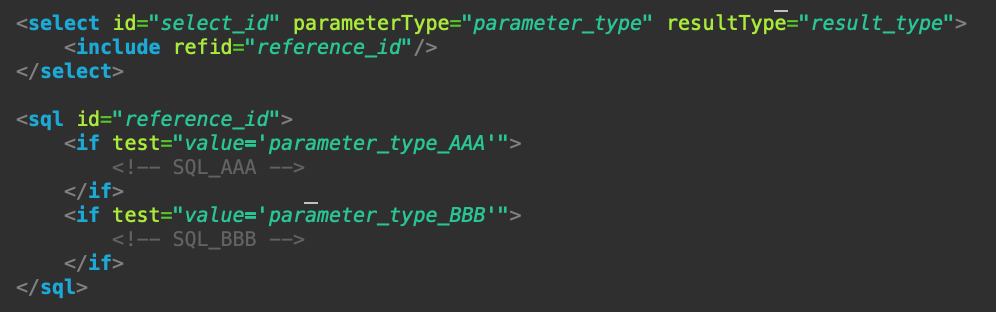 <select id="select_id" parameterType="parameter_type" resultType="result_type">
    <include refid="reference_id"/>
</select>

<sql id="reference_id">
    <if test="value='parameter_type_AAA'">
        <!-- SQL_AAA -->
    </if>
    <if test="value='parameter_type_BBB'">
        <!-- SQL_BBB -->
    </if>
</sql>